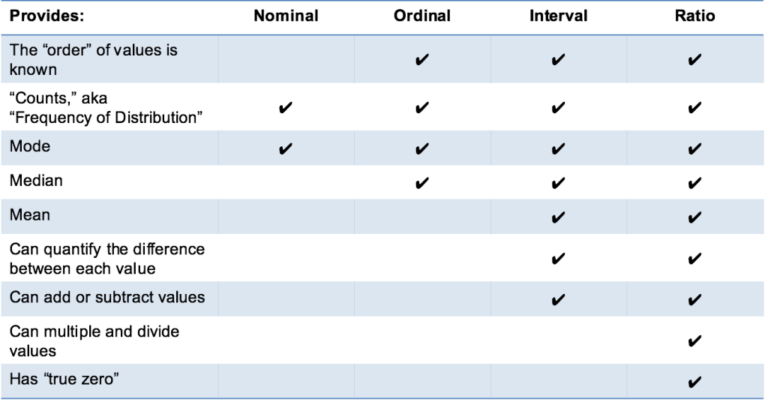 Provides: Nominal Ordinal Interval Ratio
The “order” of values is
known ✔ ✔ ✔
“Counts,” aka
“Frequency of Distribution” ✔ ✔ ✔ ✔
Mode ✔ ✔ ✔ ✔
Median ✔ ✔ ✔
Mean ✔ ✔
Can quantify the difference
between each value ✔ ✔
Can add or subtract values ✔ ✔
Can multiple and divide
values ✔
Has “true zero” ✔